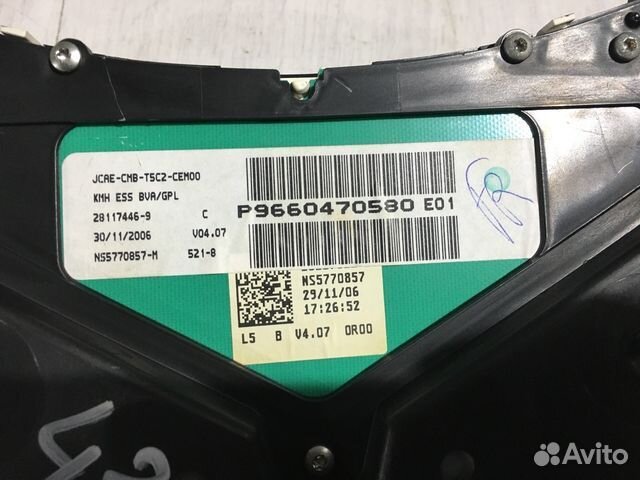 JCAE-CMB-T5C2-CEM00
KMH ESS BVA/GPL
28117446-9 C
30/11/2006 V04.07
NS5770857-M 521-8
P9660470580 E01
NS5770857
29/11/06
17:26:52
L5 B V4.07 0R00
Avito